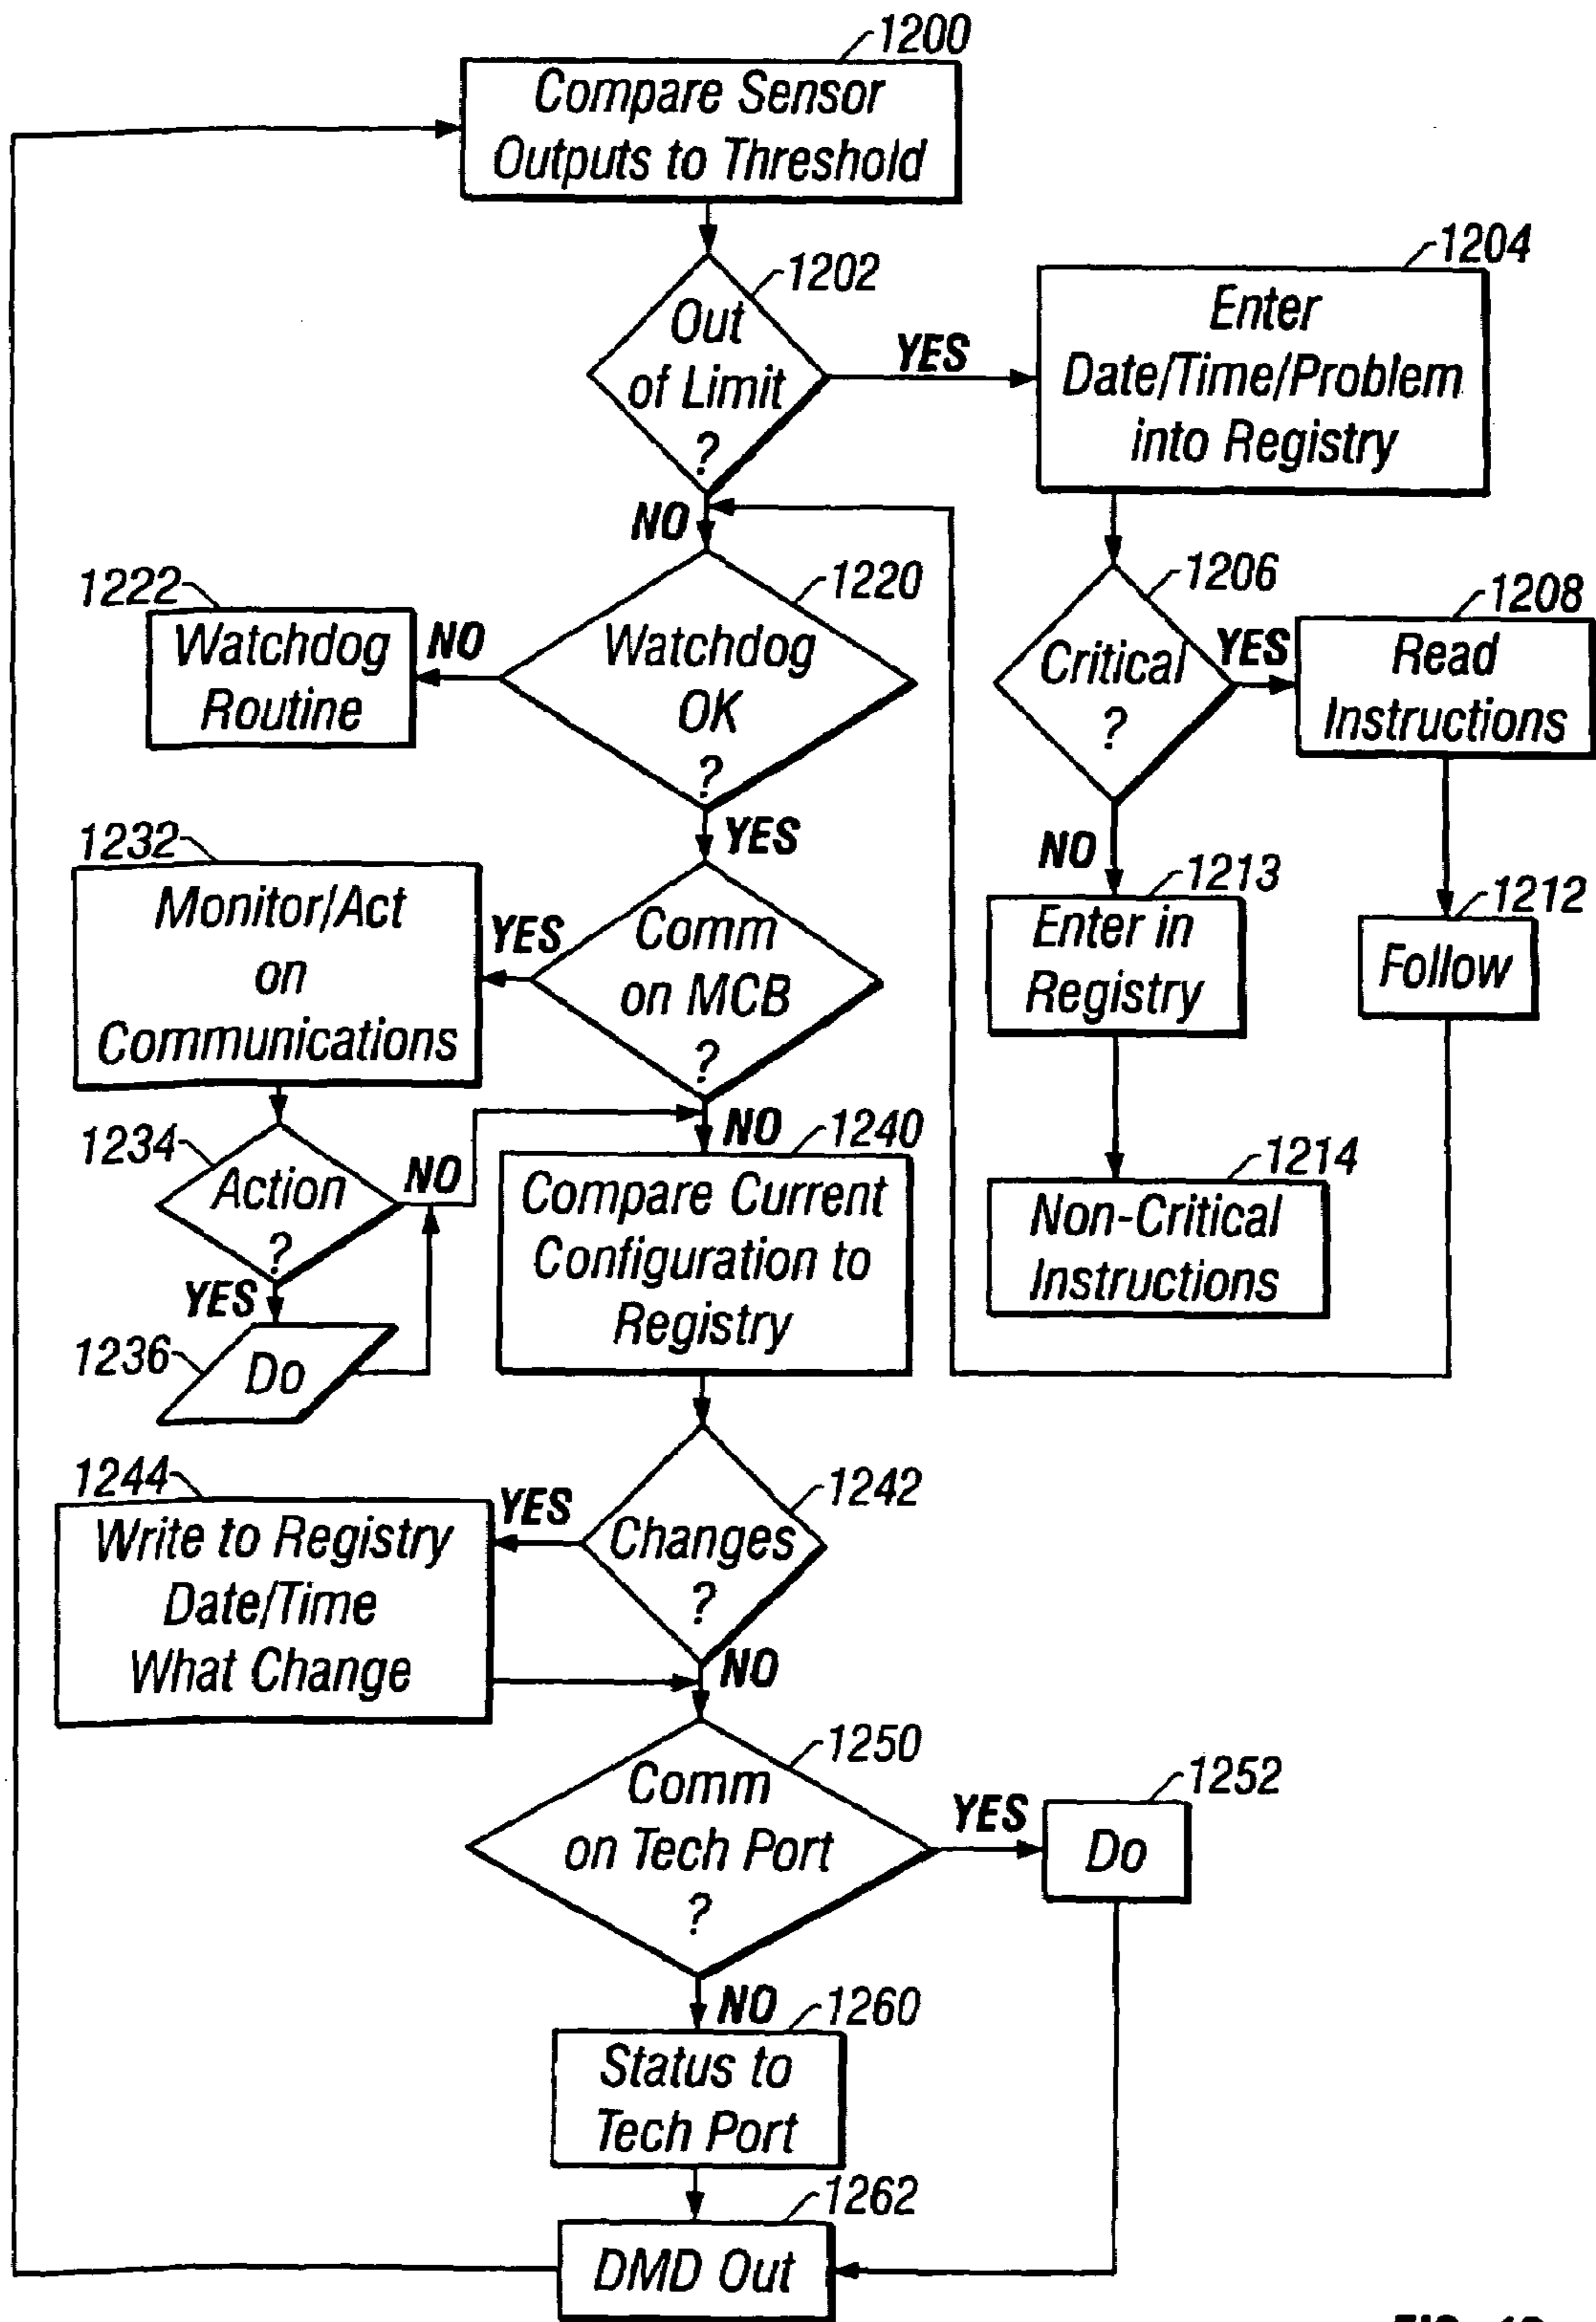 1200
Compare Sensor
Outputs to Threshold
1202
Out
of Limit
?
YES
1204
Enter
Date/Time/Problem
into Registry
NO
1206
Critical
?
YES
1208
Read
Instructions
1220
Watchdog
OK
?
NO
1222
Watchdog
Routine
YES
NO
1213
Enter in
Registry
1212
Follow
1214
Non-Critical
Instructions
Comm
on MCB
?
YES
1232
Monitor/Act
on
Communications
1234
Action
?
NO
YES
1236
Do
NO
1240
Compare Current
Configuration to
Registry
1242
Changes
?
YES
1244
Write to Registry
Date/Time
What Change
NO
1250
Comm
on Tech Port
?
YES
1252
Do
NO
1260
Status to
Tech Port
1262
DMD Out